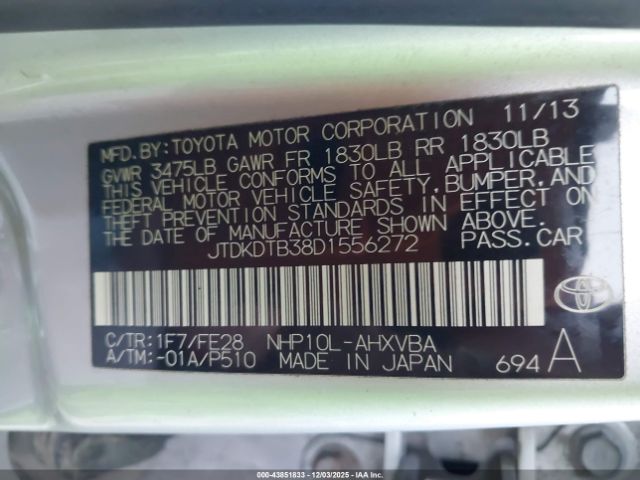 MFD.BY:TOYOTA MOTOR CORPORATION 11/13
GVWR 3475LB GAWR FR 1830LB RR 1830LB
THIS VEHICLE CONFORMS TO ALL APPLICABLE
FEDERAL MOTOR VEHICLE SAFETY,BUMPER,AND
THEFT PREVENTION STANDARDS IN EFFECT ON
THE DATE OF MANUFACTURE SHOWN ABOVE.
JTDKDTB38D1556272 PASS.CAR
C/TR:1F7/FE28 NHP10L-AHXVBA
A/TM:-01A/P510 MADE IN JAPAN 694 A
000-43851833 - 12/03/2025 - IAA Inc.